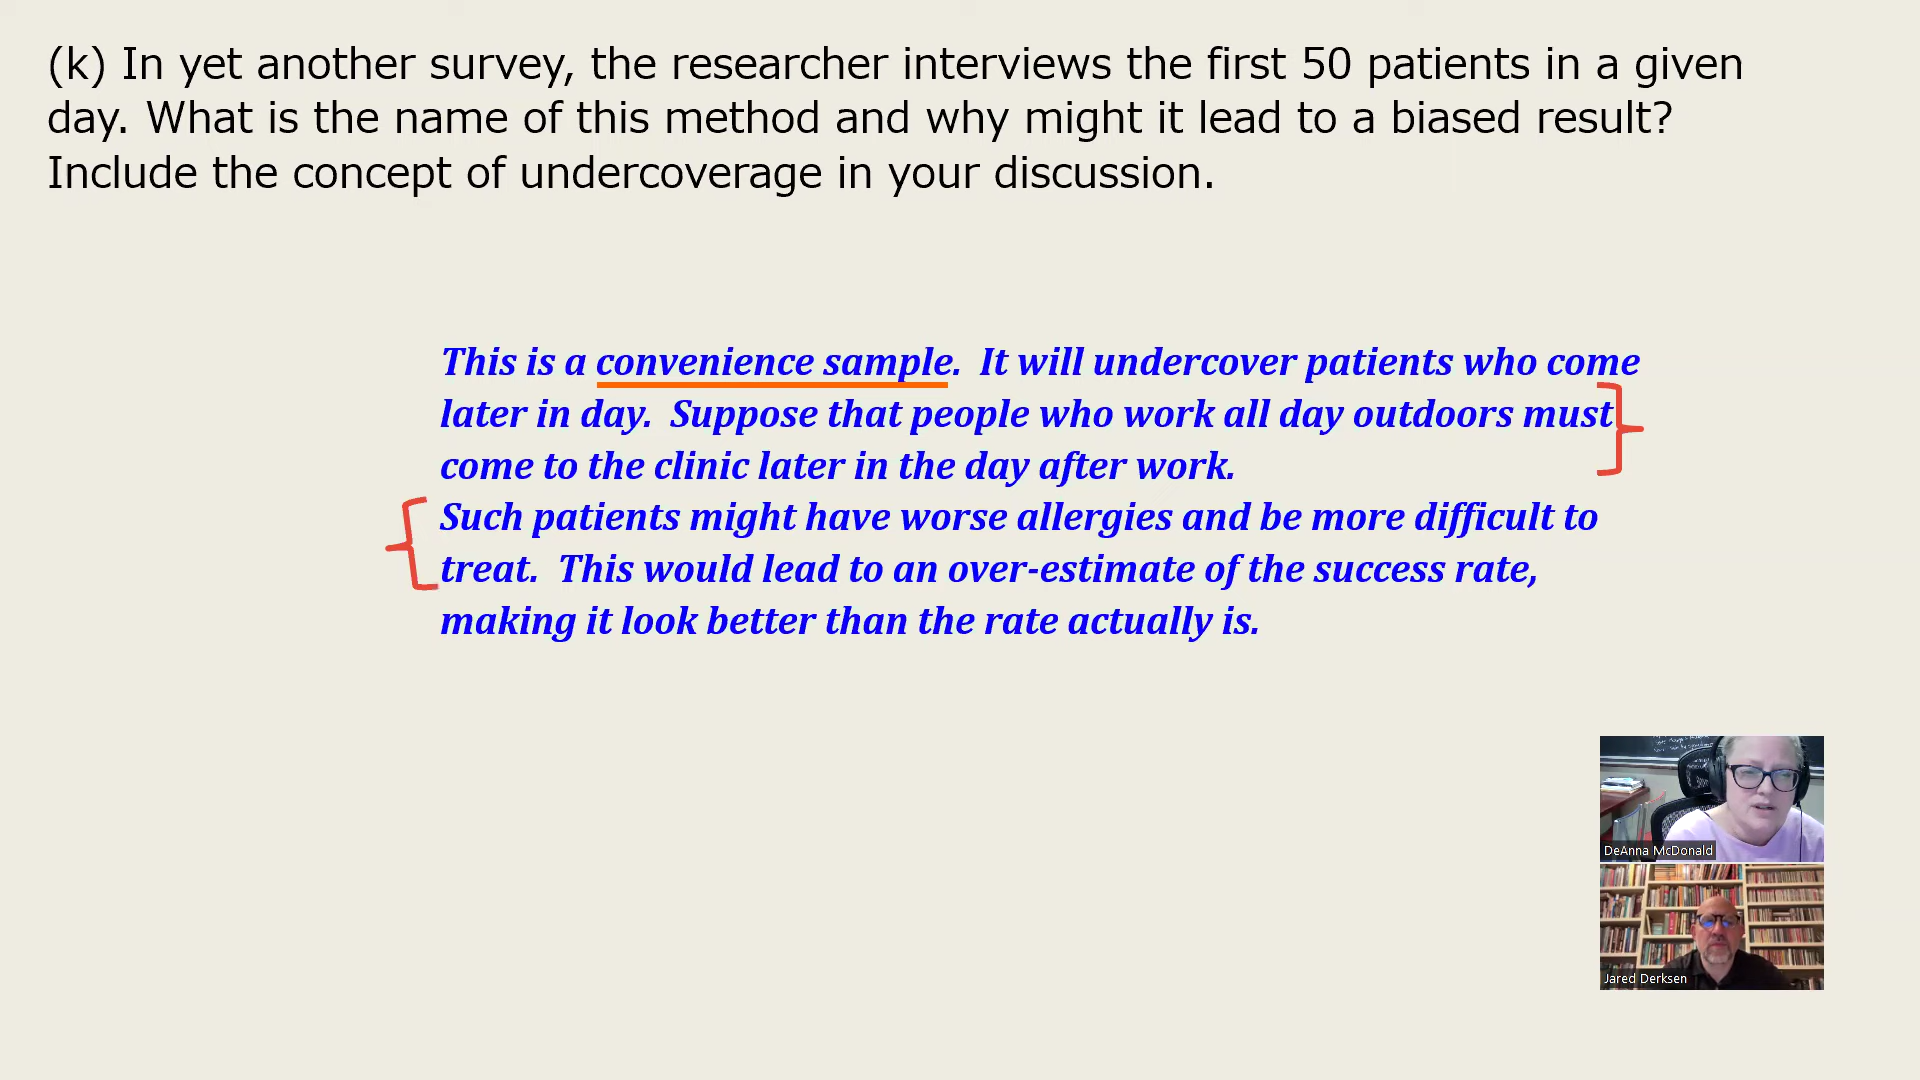 (k) In yet another survey, the researcher interviews the first 50 patients in a given
day. What is the name of this method and why might it lead to a biased result?
Include the concept of undercoverage in your discussion.
This is a convenience sample. It will undercover patients who come
later in day. Suppose that people who work all day outdoors must
come to the clinic later in the day after work.
Such patients might have worse allergies and be more difficult to
treat. This would lead to an over-estimate of the success rate,
making it look better than the rate actually is.
DeAnna McDonald
Jared Derksen